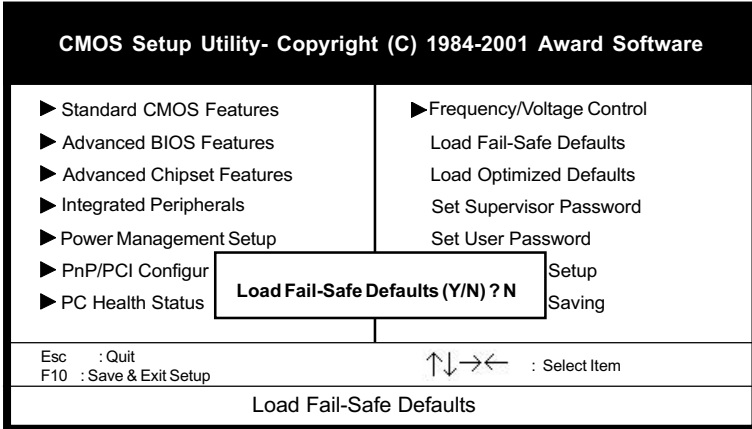 CMOS Setup Utility- Copyright (C) 1984-2001 Award Software
▶ Standard CMOS Features
▶ Advanced BIOS Features
▶ Advanced Chipset Features
▶ Integrated Peripherals
▶ Power Management Setup
▶ PnP/PCI Configur
▶ PC Health Status
▶ Frequency/Voltage Control
Load Fail-Safe Defaults
Load Optimized Defaults
Set Supervisor Password
Set User Password
Setup
Saving
Load Fail-Safe Defaults (Y/N) ? N
Esc : Quit
F10 : Save & Exit Setup
↑↓→← : Select Item
Load Fail-Safe Defaults